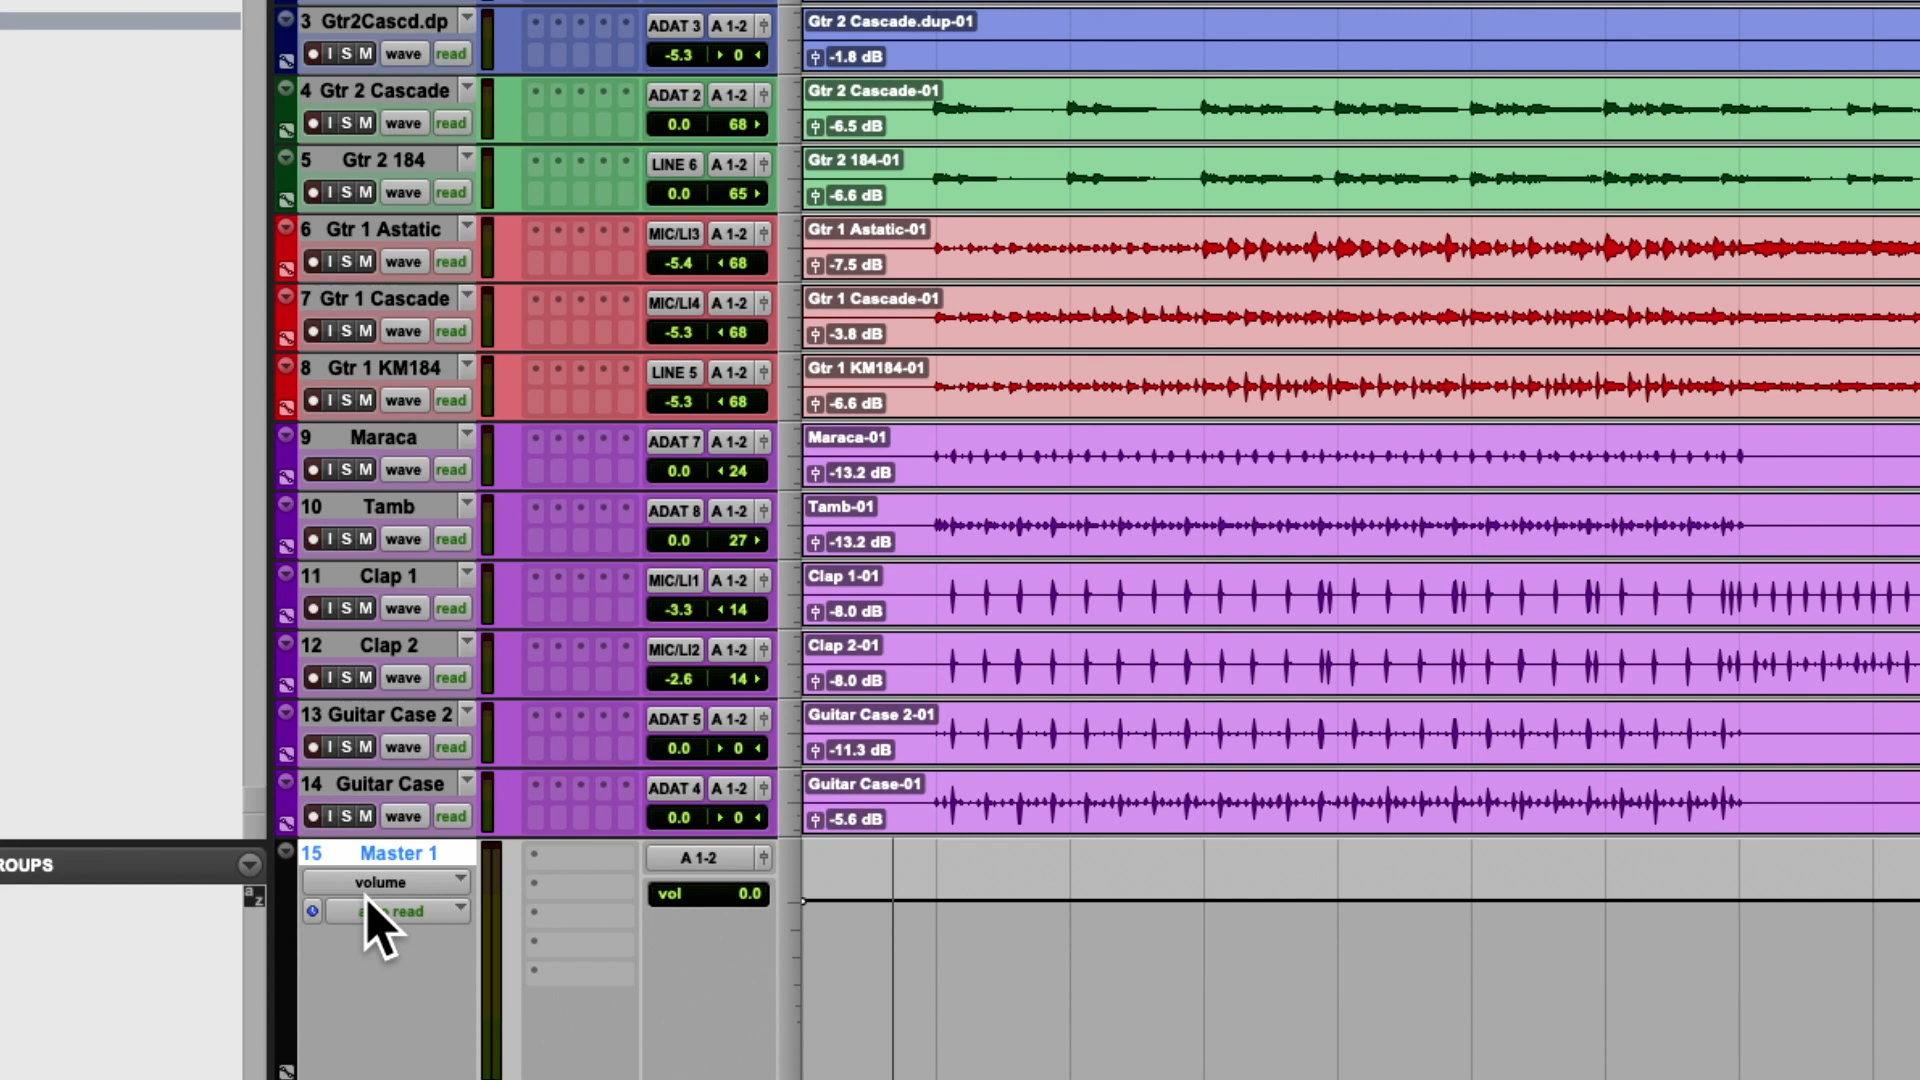 3 Gtr2Cascd.dp ADAT 3 A 1-2 Gtr 2 Cascade.dup-01
I S M wave read -5.3 0 -1.8 dB
4 Gtr 2 Cascade ADAT 2 A 1-2 Gtr 2 Cascade-01
I S M wave read 0.0 68 -6.5 dB
5 Gtr 2 184 LINE 6 A 1-2 Gtr 2 184-01
I S M wave read 0.0 65 -6.6 dB
6 Gtr 1 Astatic MIC/LI3 A 1-2 Gtr 1 Astatic-01
I S M wave read -5.4 68 -7.5 dB
7 Gtr 1 Cascade MIC/LI4 A 1-2 Gtr 1 Cascade-01
I S M wave read -5.3 68 -3.8 dB
8 Gtr 1 KM184 LINE 5 A 1-2 Gtr 1 KM184-01
I S M wave read -5.3 68 -6.6 dB
9 Maraca ADAT 7 A 1-2 Maraca-01
I S M wave read 0.0 24 -13.2 dB
10 Tamb ADAT 8 A 1-2 Tamb-01
I S M wave read 0.0 27 -13.2 dB
11 Clap 1 MIC/LI1 A 1-2 Clap 1-01
I S M wave read -3.3 14 -8.0 dB
12 Clap 2 MIC/LI2 A 1-2 Clap 2-01
I S M wave read -2.6 14 -8.0 dB
13 Guitar Case 2 ADAT 5 A 1-2 Guitar Case 2-01
I S M wave read 0.0 0 -11.3 dB
14 Guitar Case ADAT 4 A 1-2 Guitar Case-01
I S M wave read 0.0 0 -5.6 dB
15 Master 1 A 1-2
ROUPS
volume vol 0.0
a z
read